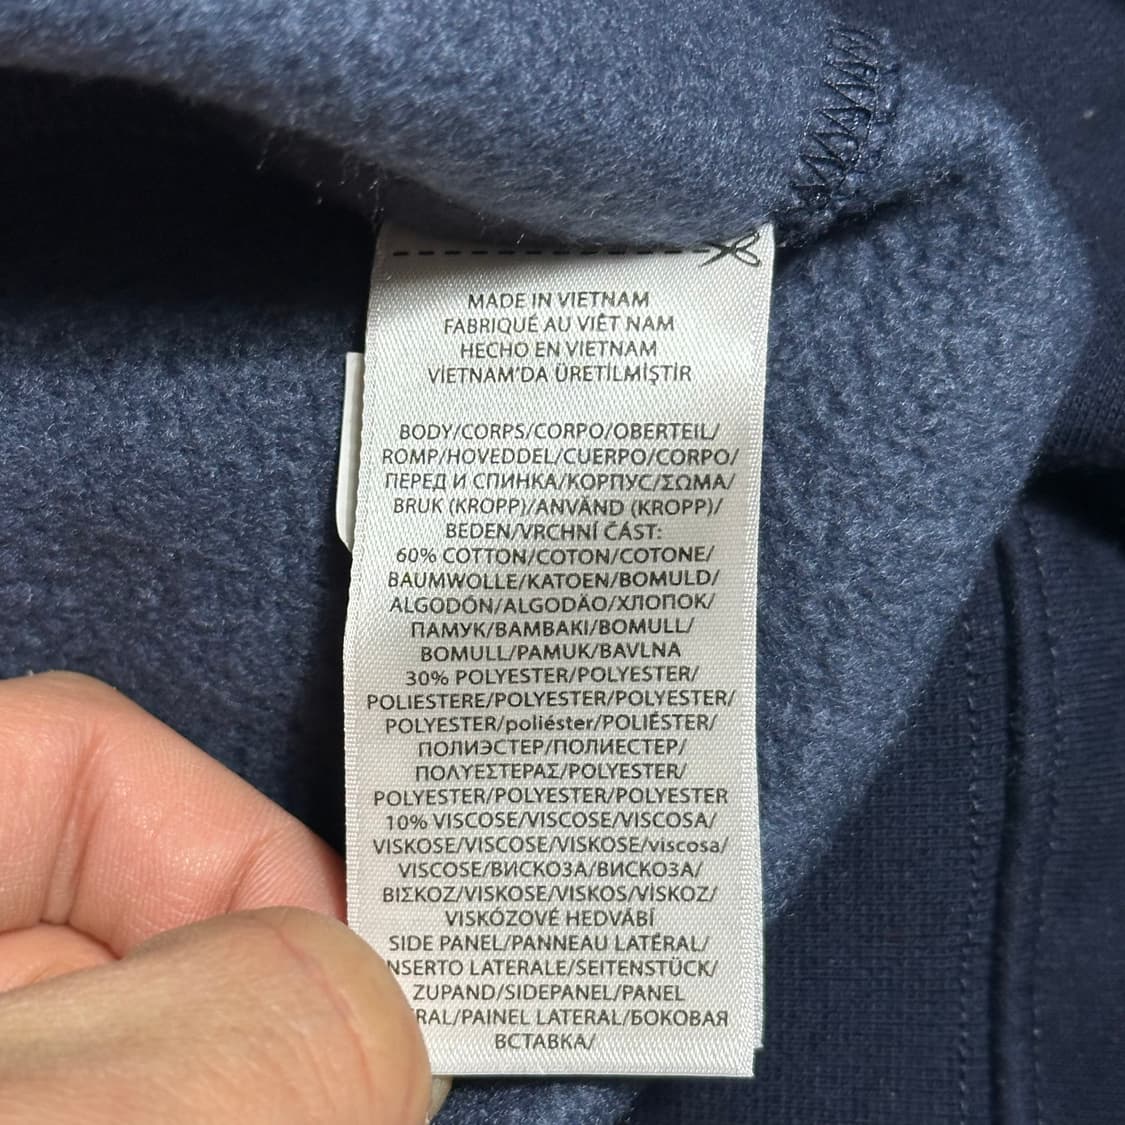 MADE IN VIETNAM
FABRIQUÉ AU VIÊT NAM
HECHO EN VIETNAM
VİETNAM'DA ÜRETİLMİŞTİR
BODY/CORPS/CORPO/OBERTEIL/
ROMP/HOVEDDEL/CUERPO/CORPO/
ПЕРЕД И СПИНКА/КОРПУС/ΣΩΜΑ/
BRUK (KROPP)/ANVÄND (KROPP)/
BEDEN/VRCHNÍ ČÁST:
60% COTTON/COTON/COTONE/
BAUMWOLLE/KATOEN/BOMULD/
ALGODÓN/ALGODÃO/ХЛОПОК/
ПАМУК/BAMBAKI/BOMULL/
BOMULL/PAMUK/BAVLNA
30% POLYESTER/POLYESTER/
POLIESTERE/POLYESTER/POLYESTER/
POLYESTER/poliéster/POLIÉSTER/
ПОЛИЭСТЕР/ПОЛИЕСТЕР/
ΠΟΛΥΕΣΤΕΡΑΣ/POLYESTER/
POLYESTER/POLYESTER/POLYESTER
10% VISCOSE/VISCOSE/VISCOSA/
VISKOSE/VISCOSE/VISKOSE/viscosa/
VISCOSE/ВИСКОЗА/ВИСКОЗА/
ΒΙΣΚΟΖ/VISKOSE/VISKOS/VİSKOZ/
VISKÓZOVÉ HEDVÁBÍ
SIDE PANEL/PANNEAU LATÉRAL/
NSERTO LATERALE/SEITENSTÜCK/
ZUPAND/SIDEPANEL/PANEL
RAL/PAINEL LATERAL/БОКОВАЯ
ВСТАВКА/